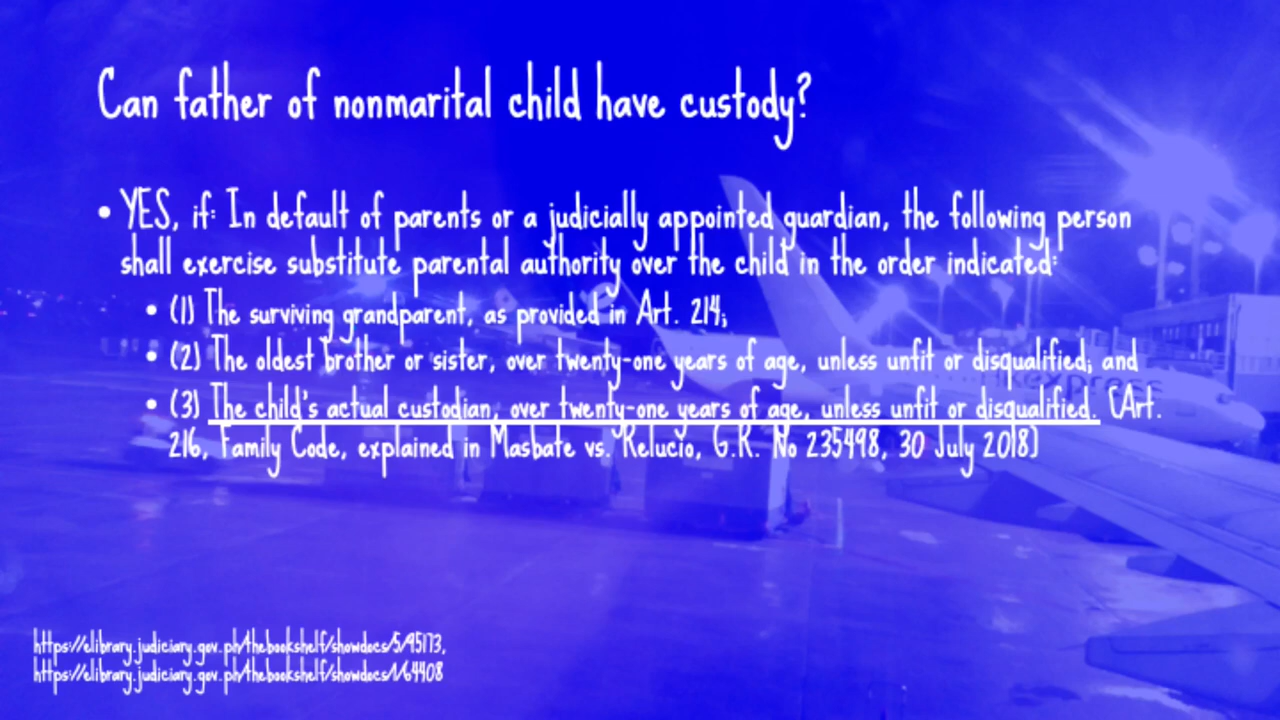 Can father of nonmarital child have custody?
• YES, if: In default of parents or a judicially appointed guardian, the following person
shall exercise substitute parental authority over the child in the order indicated:
• (1) The surviving grandparent, as provided in Art. 214;
• (2) The oldest brother or sister, over twenty-one years of age, unless unfit or disqualified; and
• (3) The child's actual custodian, over twenty-one years of age, unless unfit or disqualified. (Art.
216, Family Code, explained in Masbate vs. Relucio, G.R. No 235498, 30 July 2018)
https://elibrary.judiciary.gov.ph/thebookshelf/showdocs/5/45173,
https://elibrary.judiciary.gov.ph/thebookshelf/showdocs/1/64408